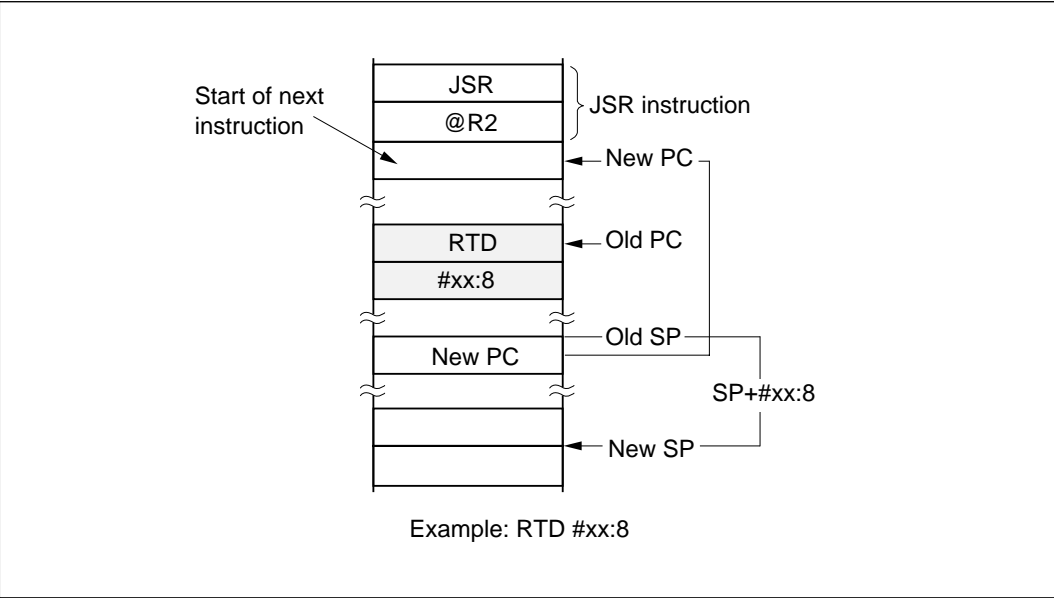 JSR
Start of next
instruction
@R2
JSR instruction
New PC
RTD
Old PC
#xx:8
Old SP
New PC
SP+#xx:8
New SP
Example: RTD #xx:8